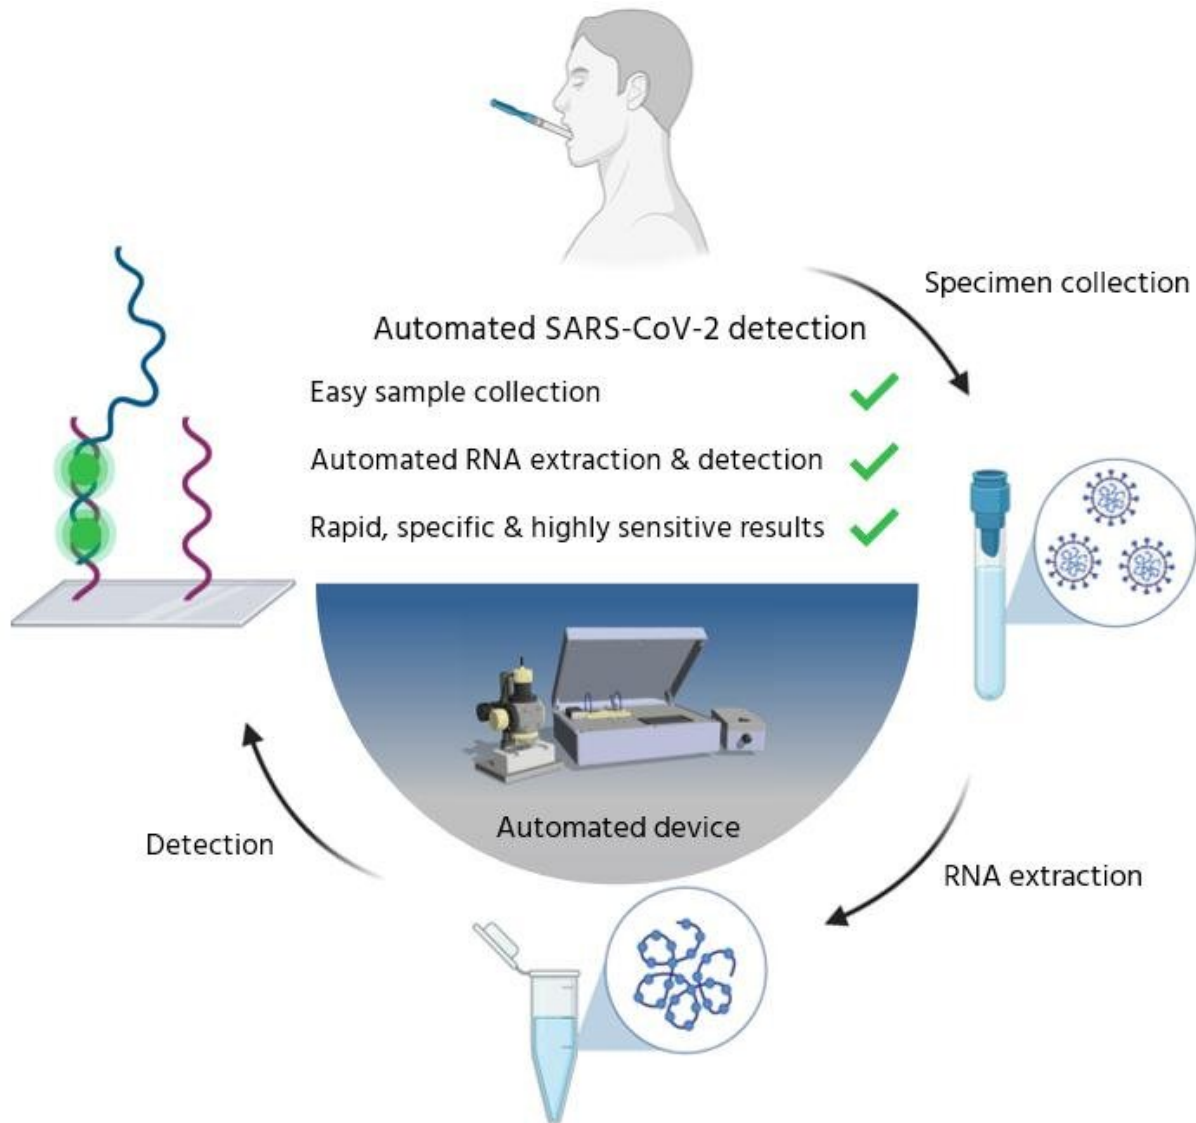 Specimen collection
Automated SARS-CoV-2 detection
Easy sample collection
Automated RNA extraction & detection
Rapid, specific & highly sensitive results
Automated device
Detection
RNA extraction